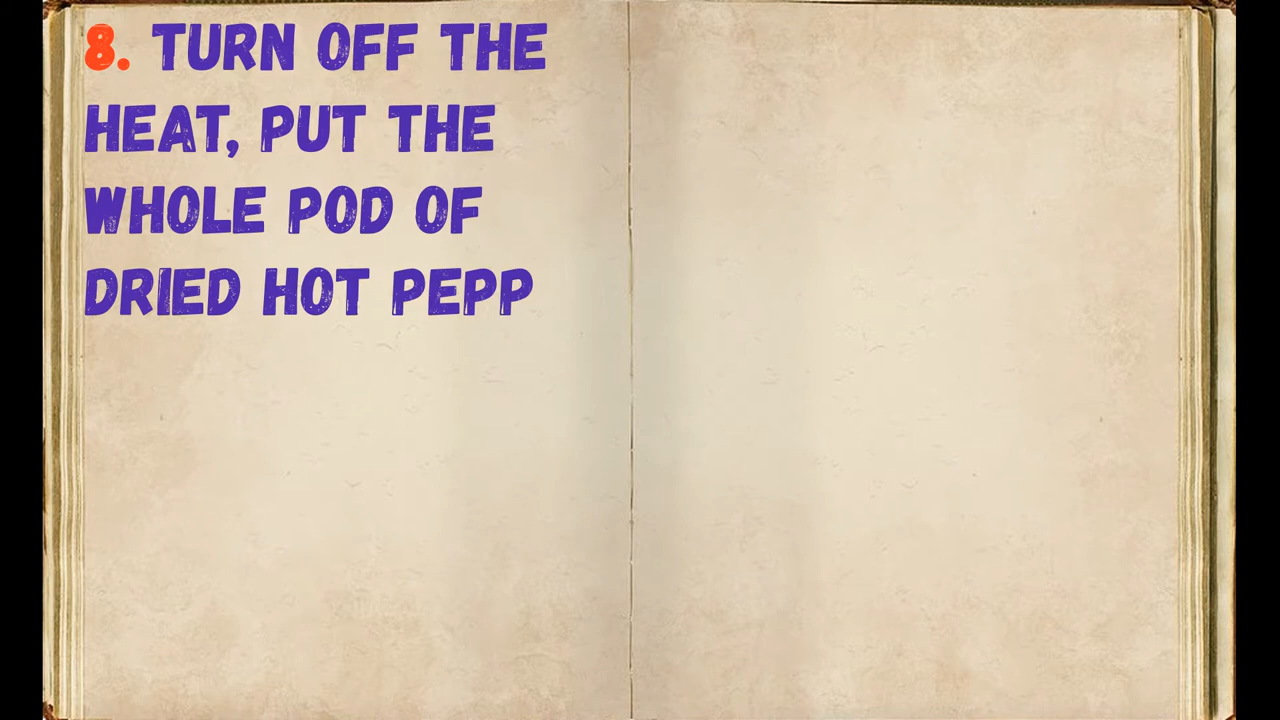 8. TURN OFF THE
HEAT, PUT THE
WHOLE POD OF
DRIED HOT PEPP